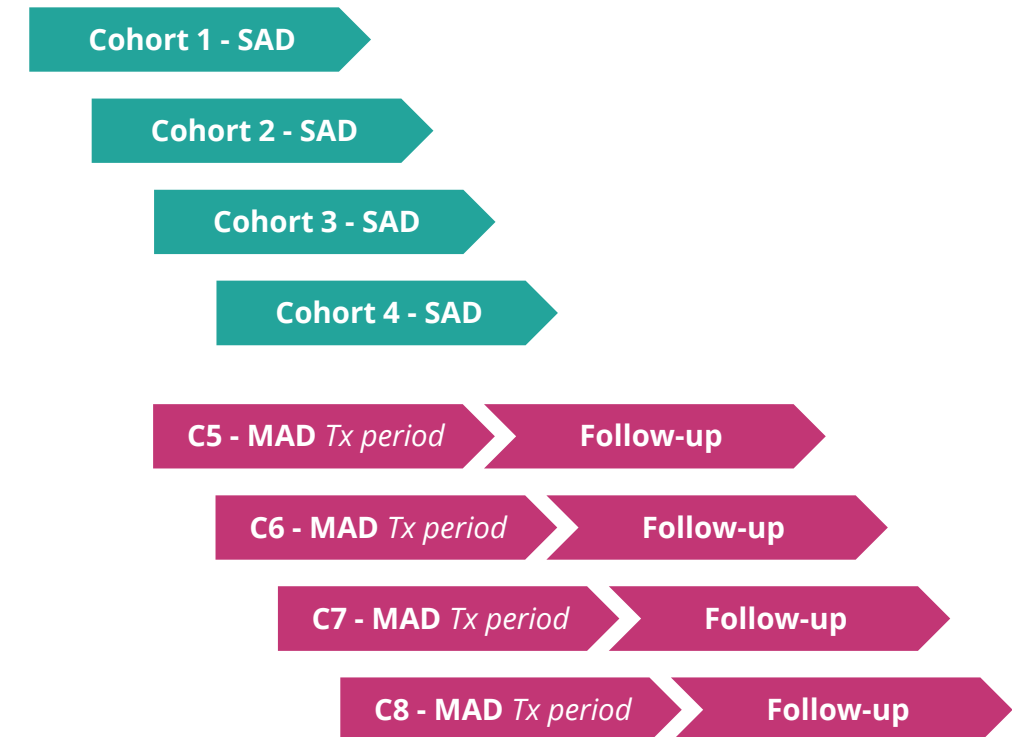 Cohort 1 - SAD
Cohort 2 - SAD
Cohort 3 - SAD
Cohort 4 - SAD
C5 - MAD Tx period Follow-up
C6 - MAD Tx period Follow-up
C7 - MAD Tx period Follow-up
C8 - MAD Tx period Follow-up